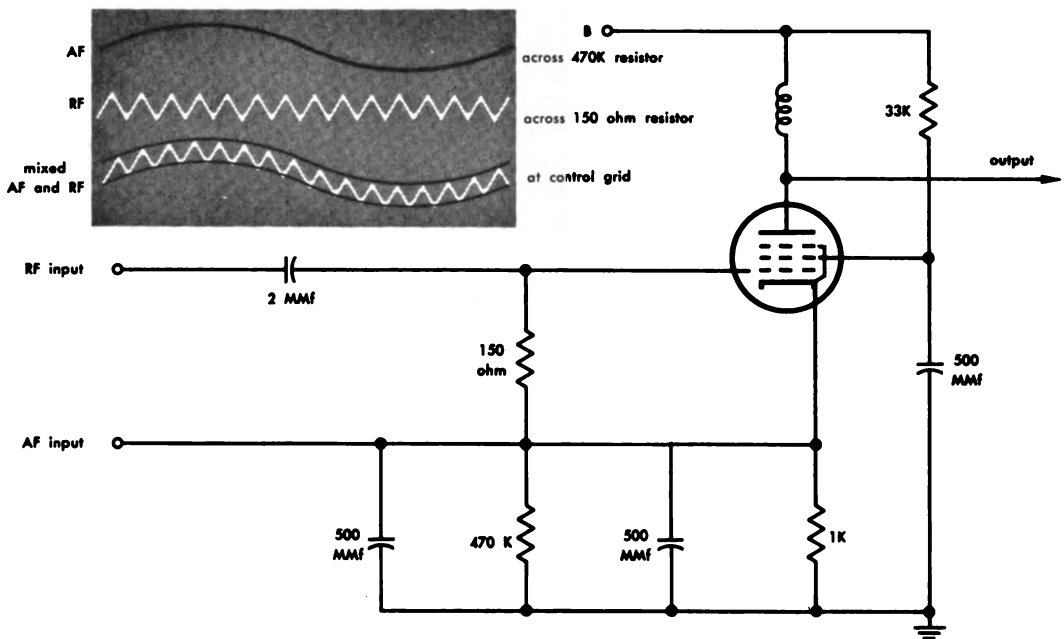 B
AF
across 470K resistor
33K
RF
across 150 ohm resistor
output
mixed
AF and RF
at control grid
RF input
2 MMf
150
ohm
500
MMf
AF input
500
MMf
470 K
500
MMf
1K